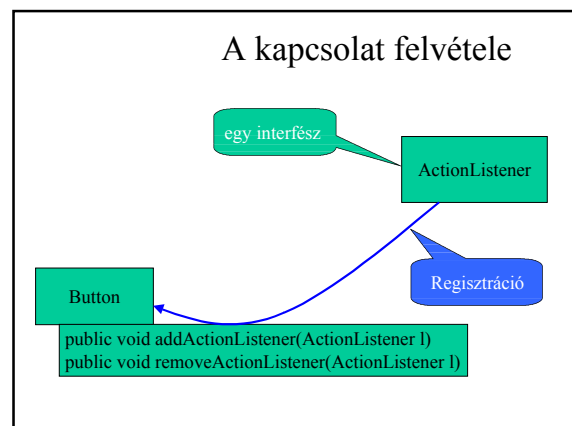 A kapcsolat felvétele
egy interfész
ActionListener
Regisztráció
Button
public void addActionListener(ActionListener l)
public void removeActionListener(ActionListener l)